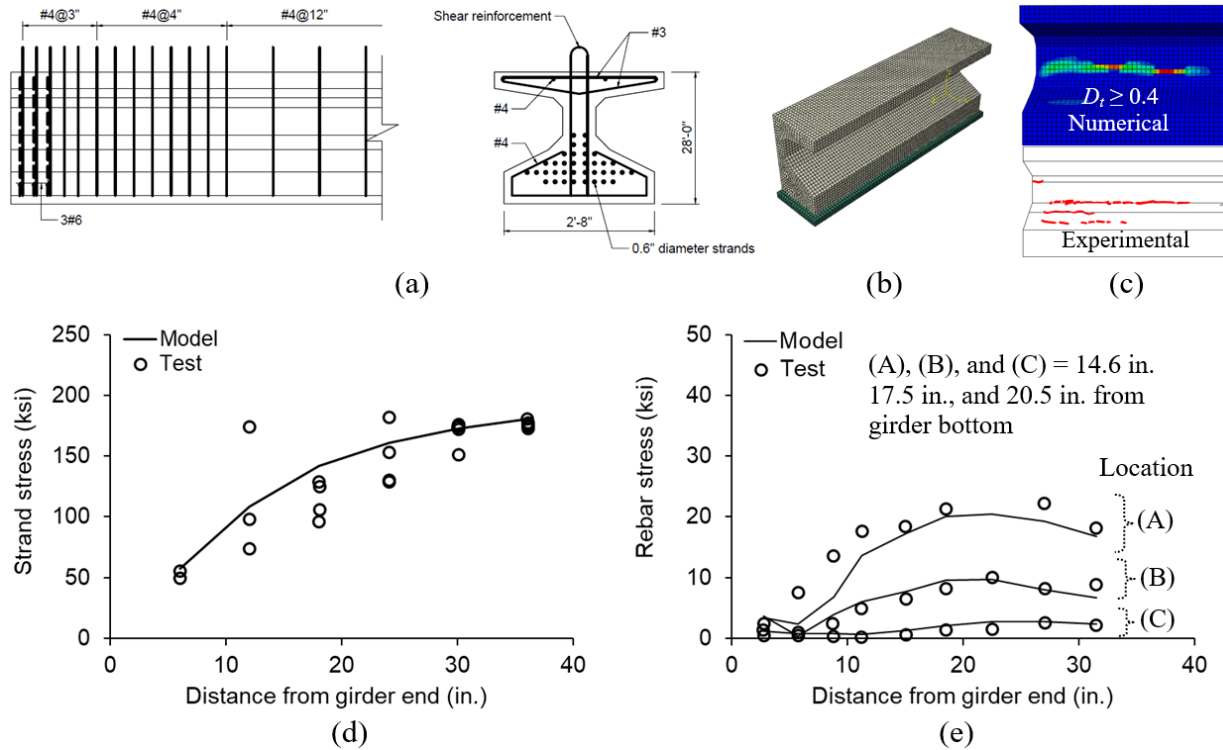 #4@3"
#4@4"
#4@12"
3#6
Shear reinforcement
#3
#4
#4
28'-0"
2'-8"
0.6" diameter strands
(a)
(b)
Dt ≥ 0.4
Numerical
Experimental
(c)
Strand stress (ksi)
250
200
150
100
50
0
Model
Test
0
10
20
30
40
Distance from girder end (in.)
(d)
Rebar stress (ksi)
50
40
30
20
10
0
Model
Test
(A), (B), and (C) = 14.6 in.
17.5 in., and 20.5 in. from
girder bottom
Location
(A)
(B)
(C)
0
10
20
30
40
Distance from girder end (in.)
(e)